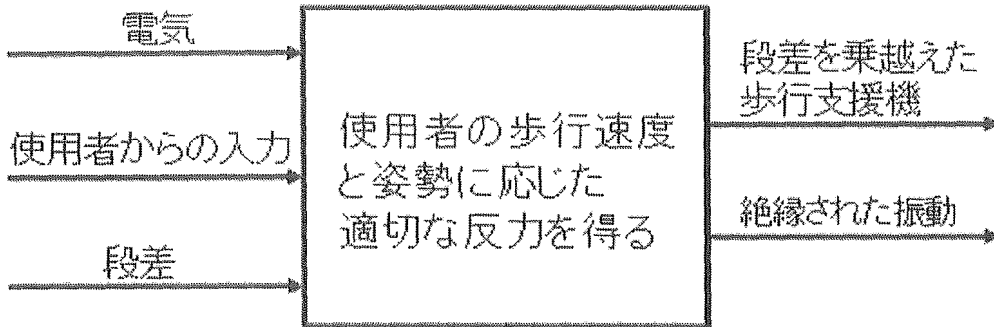 電気
使用者からの入力
段差
使用者の歩行速度
と姿勢に応じた
適切な反力を得る
段差を乗越えた
歩行支援機
絶縁された振動